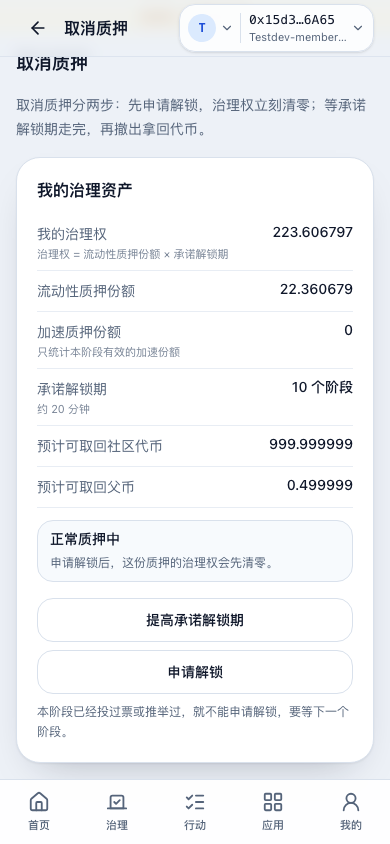 取消质押
T
0x15d3…6A65
Testdev-member…
取消质押
取消质押分两步：先申请解锁，治理权立刻清零；等承诺
解锁期走完，再撤出拿回代币。
我的治理资产
我的治理权
223.606797
治理权 = 流动性质押份额 × 承诺解锁期
流动性质押份额
22.360679
加速质押份额
0
只统计本阶段有效的加速份额
承诺解锁期
10 个阶段
约 20 分钟
预计可取回社区代币
999.999999
预计可取回父币
0.499999
正常质押中
申请解锁后，这份质押的治理权会先清零。
提高承诺解锁期
申请解锁
本阶段已经投过票或推举过，就不能申请解锁，要等下一个
阶段。
首页
治理
行动
应用
我的